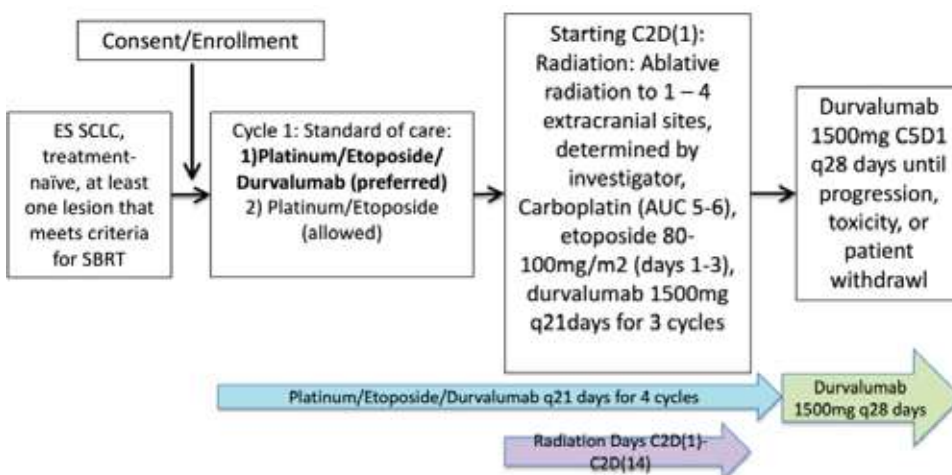 Consent/Enrollment
ES SCLC,
treatment-
naïve, at least
one lesion that
meets criteria
for SBRT
Cycle 1: Standard of care:
1)Platinum/Etoposide/
Durvalumab (preferred)
2) Platinum/Etoposide
(allowed)
Starting C2D(1):
Radiation: Ablative
radiation to 1 – 4
extracranial sites,
determined by
investigator,
Carboplatin (AUC 5-6),
etoposide 80-
100mg/m2 (days 1-3),
durvalumab 1500mg
q21days for 3 cycles
Durvalumab
1500mg C5D1
q28 days until
progression,
toxicity, or
patient
withdrawl
Platinum/Etoposide/Durvalumab q21 days for 4 cycles
Durvalumab
1500mg q28 days
Radiation Days C2D(1)-
C2D(14)